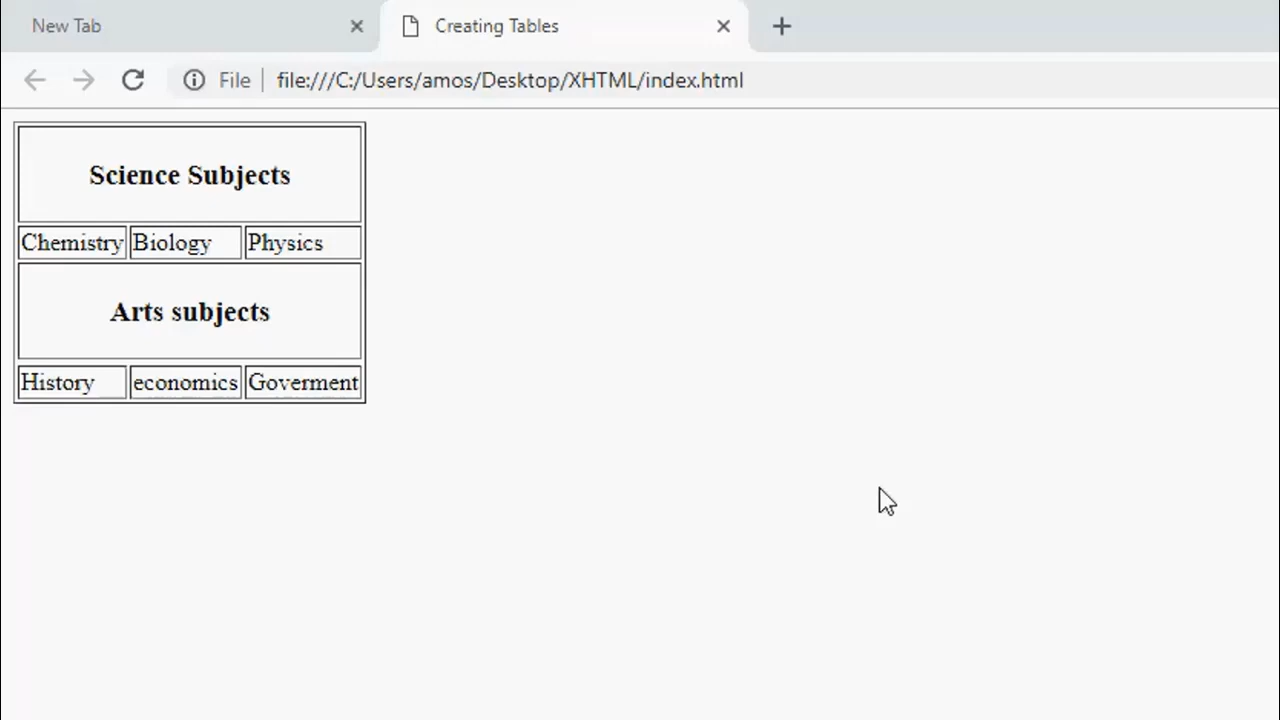 New Tab
Creating Tables
File file:///C:/Users/amos/Desktop/XHTML/index.html
Science Subjects
Chemistry Biology Physics
Arts subjects
History economics Goverment